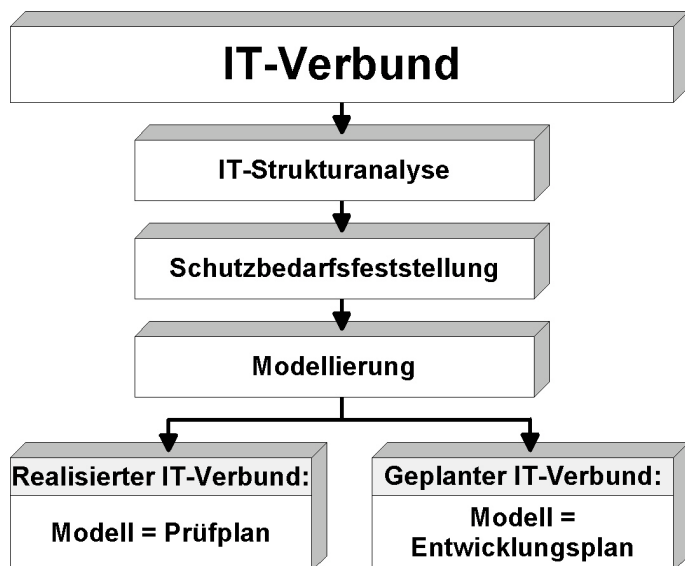 IT-Verbund
IT-Strukturanalyse
Schutzbedarfsfeststellung
Modellierung
Realisierter IT-Verbund:
Modell = Prüfplan
Geplanter IT-Verbund:
Modell =
Entwicklungsplan